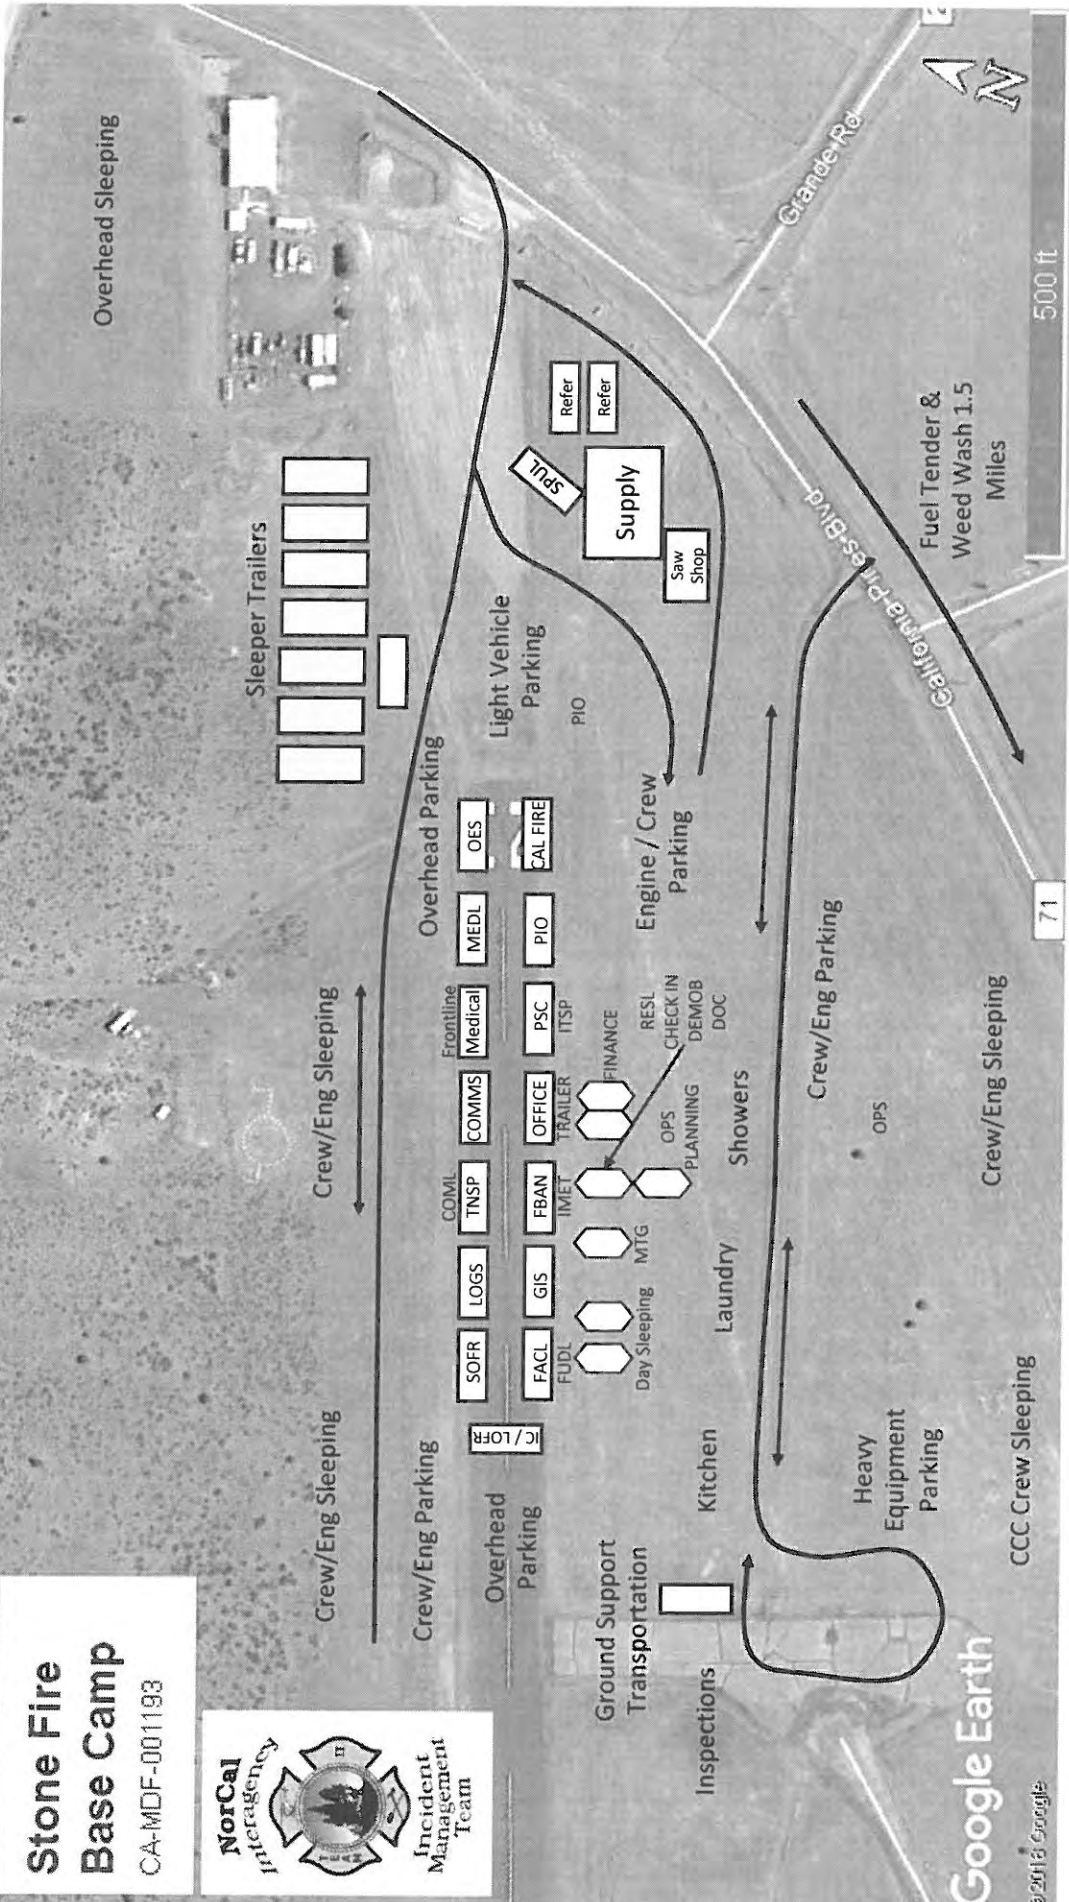 Stone Fire
Base Camp
CA-MDF-001193
NorCal
Interagency
TEAM
II
Incident
Management
Team
Overhead Sleeping
Sleeper Trailers
Crew/Eng Sleeping
Crew/Eng Sleeping
Crew/Eng Parking
Overhead
Parking
Overhead Parking
Light Vehicle
Parking
PIO
IC / LOFR
SOFR
LOGS
COML
TNSP
COMMS
Frontline
Medical
MEDL
OES
FACL
FUDL
GIS
FBAN
IMET
OFFICE
TRAILER
PSC
ITSP
PIO
CAL FIRE
Day Sleeping
MTG
OPS
PLANNING
FINANCE
RESL
CHECK IN
DEMOB
DOC
Engine / Crew
Parking
SPUL
Supply
Refer
Refer
Saw
Shop
Ground Support
Transportation
Inspections
Kitchen
Laundry
Showers
Heavy
Equipment
Parking
Crew/Eng Parking
OPS
CCC Crew Sleeping
Crew/Eng Sleeping
Fuel Tender &
Weed Wash 1.5
Miles
California•Pines•Blvd
Grande•Rd
71
N
500 ft
Google Earth
©2018 Google